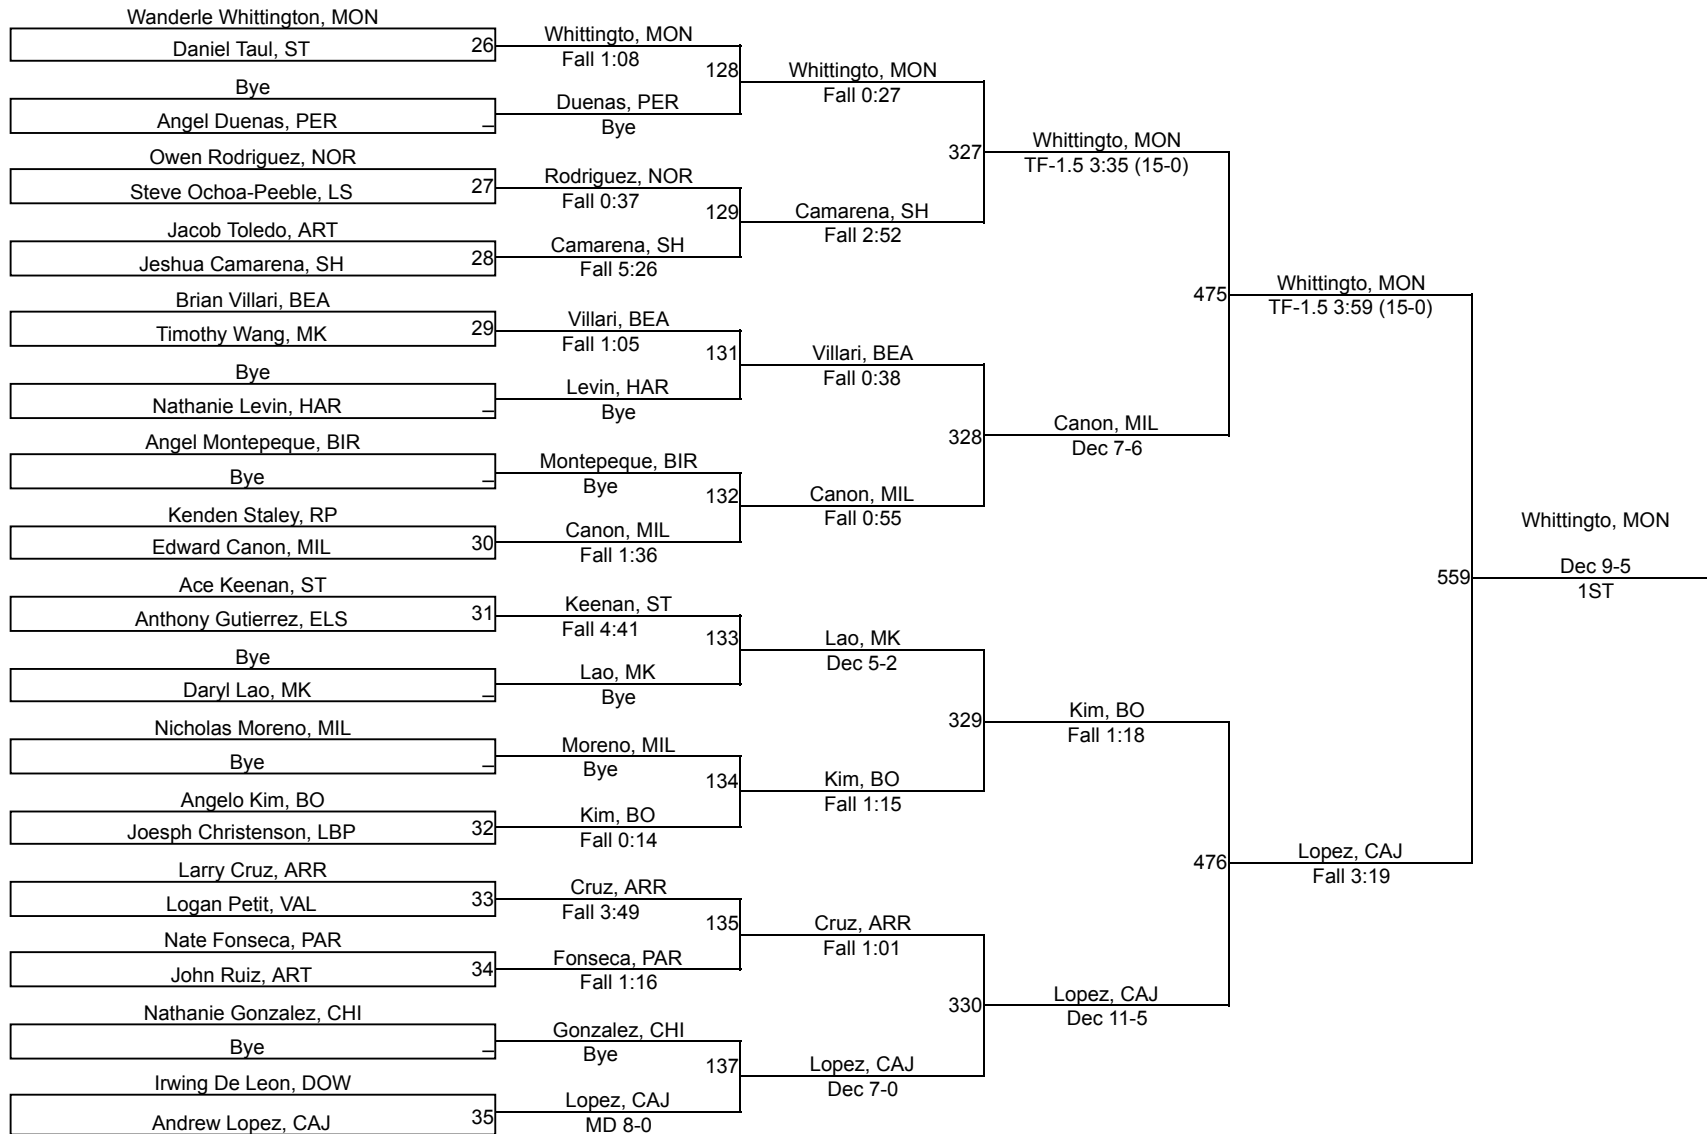 Wanderle Whittington, MON
Daniel Taul, ST
26
Bye
Angel Duenas, PER
_
Owen Rodriguez, NOR
Steve Ochoa-Peeble, LS
27
Jacob Toledo, ART
Jeshua Camarena, SH
28
Brian Villari, BEA
Timothy Wang, MK
29
Bye
Nathanie Levin, HAR
_
Angel Montepeque, BIR
Bye
_
Kenden Staley, RP
Edward Canon, MIL
30
Ace Keenan, ST
Anthony Gutierrez, ELS
31
Bye
Daryl Lao, MK
_
Nicholas Moreno, MIL
Bye
_
Angelo Kim, BO
Joesph Christenson, LBP
32
Larry Cruz, ARR
Logan Petit, VAL
33
Nate Fonseca, PAR
John Ruiz, ART
34
Nathanie Gonzalez, CHI
Bye
_
Irwing De Leon, DOW
Andrew Lopez, CAJ
35
Whittingto, MON
Fall 1:08
128
Duenas, PER
Bye
Rodriguez, NOR
Fall 0:37
129
Camarena, SH
Fall 5:26
Villari, BEA
Fall 1:05
131
Levin, HAR
Bye
Montepeque, BIR
Bye
132
Canon, MIL
Fall 1:36
Keenan, ST
Fall 4:41
133
Lao, MK
Bye
Moreno, MIL
Bye
134
Kim, BO
Fall 0:14
Cruz, ARR
Fall 3:49
135
Fonseca, PAR
Fall 1:16
Gonzalez, CHI
Bye
137
Lopez, CAJ
MD 8-0
Whittingto, MON
Fall 0:27
327
Camarena, SH
Fall 2:52
Villari, BEA
Fall 0:38
328
Canon, MIL
Fall 0:55
Lao, MK
Dec 5-2
329
Kim, BO
Fall 1:15
Cruz, ARR
Fall 1:01
330
Lopez, CAJ
Dec 7-0
Whittingto, MON
TF-1.5 3:35 (15-0)
475
Canon, MIL
Dec 7-6
Kim, BO
Fall 1:18
476
Lopez, CAJ
Dec 11-5
Whittingto, MON
TF-1.5 3:59 (15-0)
559
Lopez, CAJ
Fall 3:19
Whittingto, MON
Dec 9-5
1ST